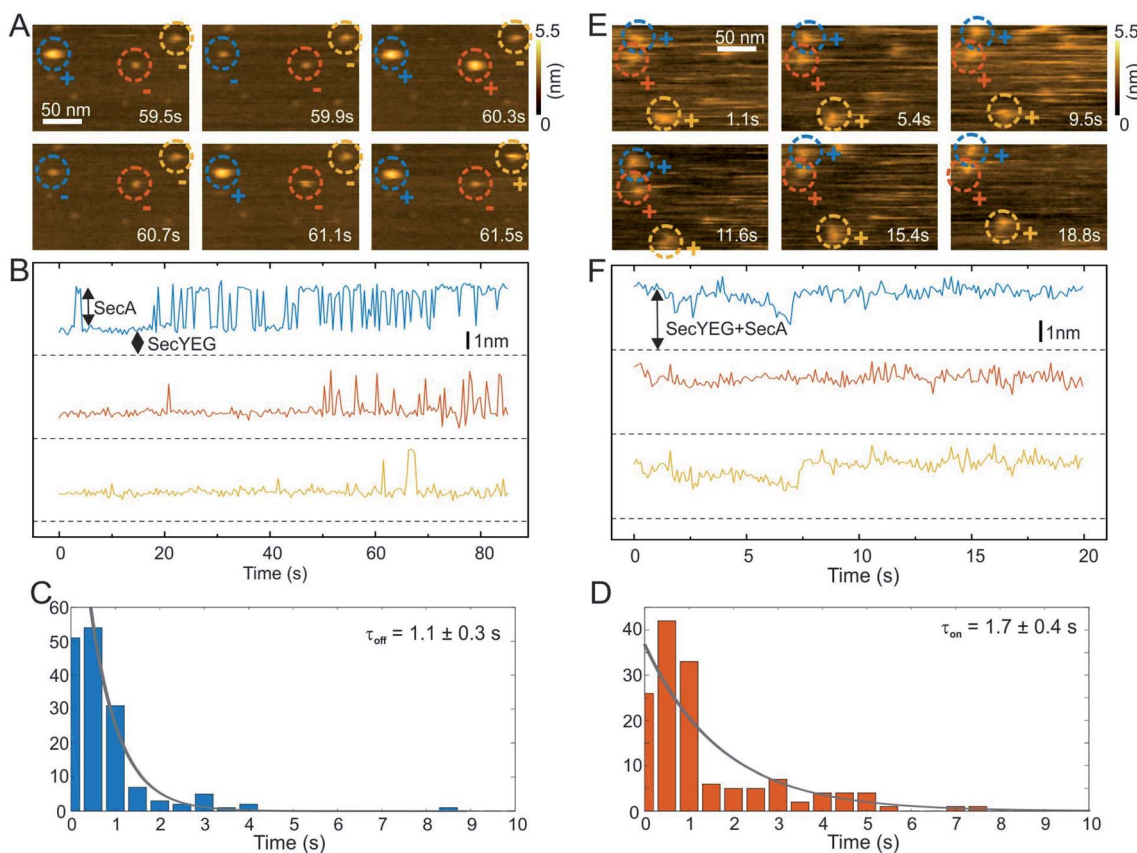 A
+
-
-
50 nm
59.5s
-
-
-
59.9s
+
+
-
60.3s
5.5
(nm)
0
-
-
-
60.7s
+
-
-
61.1s
+
-
+
61.5s
B
SecA
SecYEG
1nm
0 20 40 60 80
Time (s)
C
τoff = 1.1 ± 0.3 s
60
50
40
30
20
10
0
0 1 2 3 4 5 6 7 8 9 10
Time (s)
E
+
50 nm
+
+
1.1s
+
+
+
5.4s
+
+
+
9.5s
5.5
(nm)
0
+
+
+
11.6s
+
+
+
15.4s
+
+
+
18.8s
F
SecYEG+SecA
1nm
0 5 10 15 20
Time (s)
D
τon = 1.7 ± 0.4 s
40
30
20
10
0
0 1 2 3 4 5 6 7 8 9 10
Time (s)